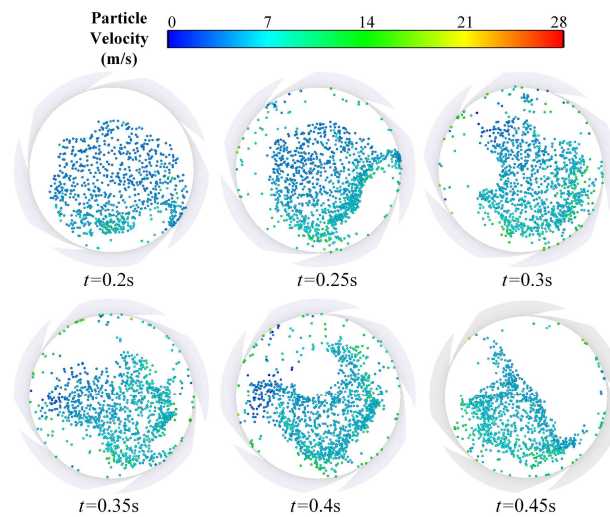 Particle
Velocity
(m/s)
0 7 14 21 28
t=0.2s t=0.25s t=0.3s
t=0.35s t=0.4s t=0.45s